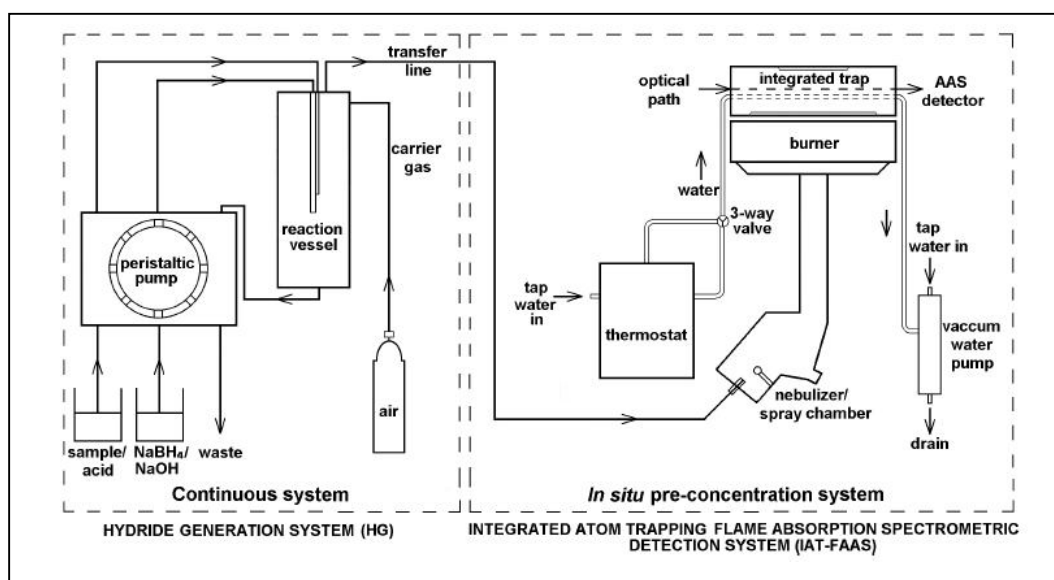 transfer
line
carrier
gas
reaction
vessel
peristaltic
pump
air
sample/
acid
NaBH₄/
NaOH
waste
Continuous system
HYDRIDE GENERATION SYSTEM (HG)
optical
path
integrated trap
AAS
detector
burner
water
3-way
valve
tap
water in
thermostat
nebulizer/
spray chamber
tap
water in
vaccum
water
pump
drain
In situ pre-concentration system
INTEGRATED ATOM TRAPPING FLAME ABSORPTION SPECTROMETRIC
DETECTION SYSTEM (IAT-FAAS)